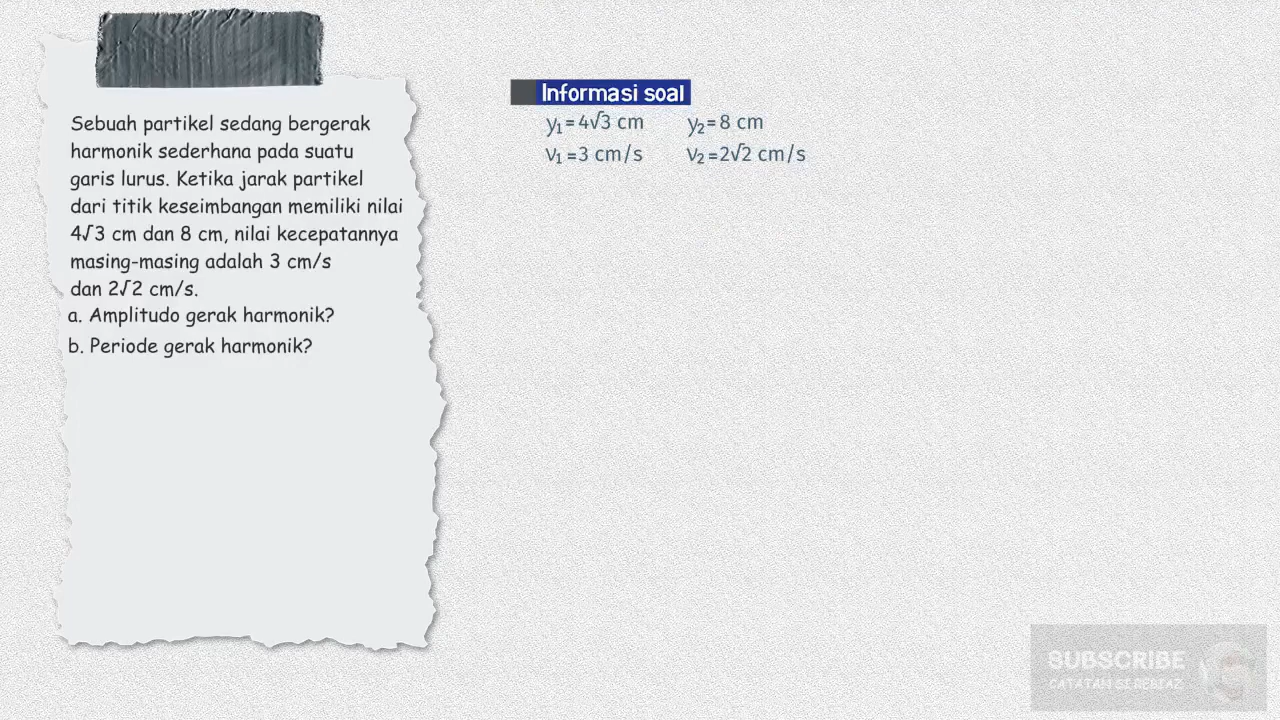 Sebuah partikel sedang bergerak
harmonik sederhana pada suatu
garis lurus. Ketika jarak partikel
dari titik keseimbangan memiliki nilai
4√3 cm dan 8 cm, nilai kecepatannya
masing-masing adalah 3 cm/s
dan 2√2 cm/s.
a. Amplitudo gerak harmonik?
b. Periode gerak harmonik?
Informasi soal
y₁ = 4√3 cm y₂ = 8 cm
v₁ = 3 cm/s v₂ = 2√2 cm/s
SUBSCRIBE
CATATAN